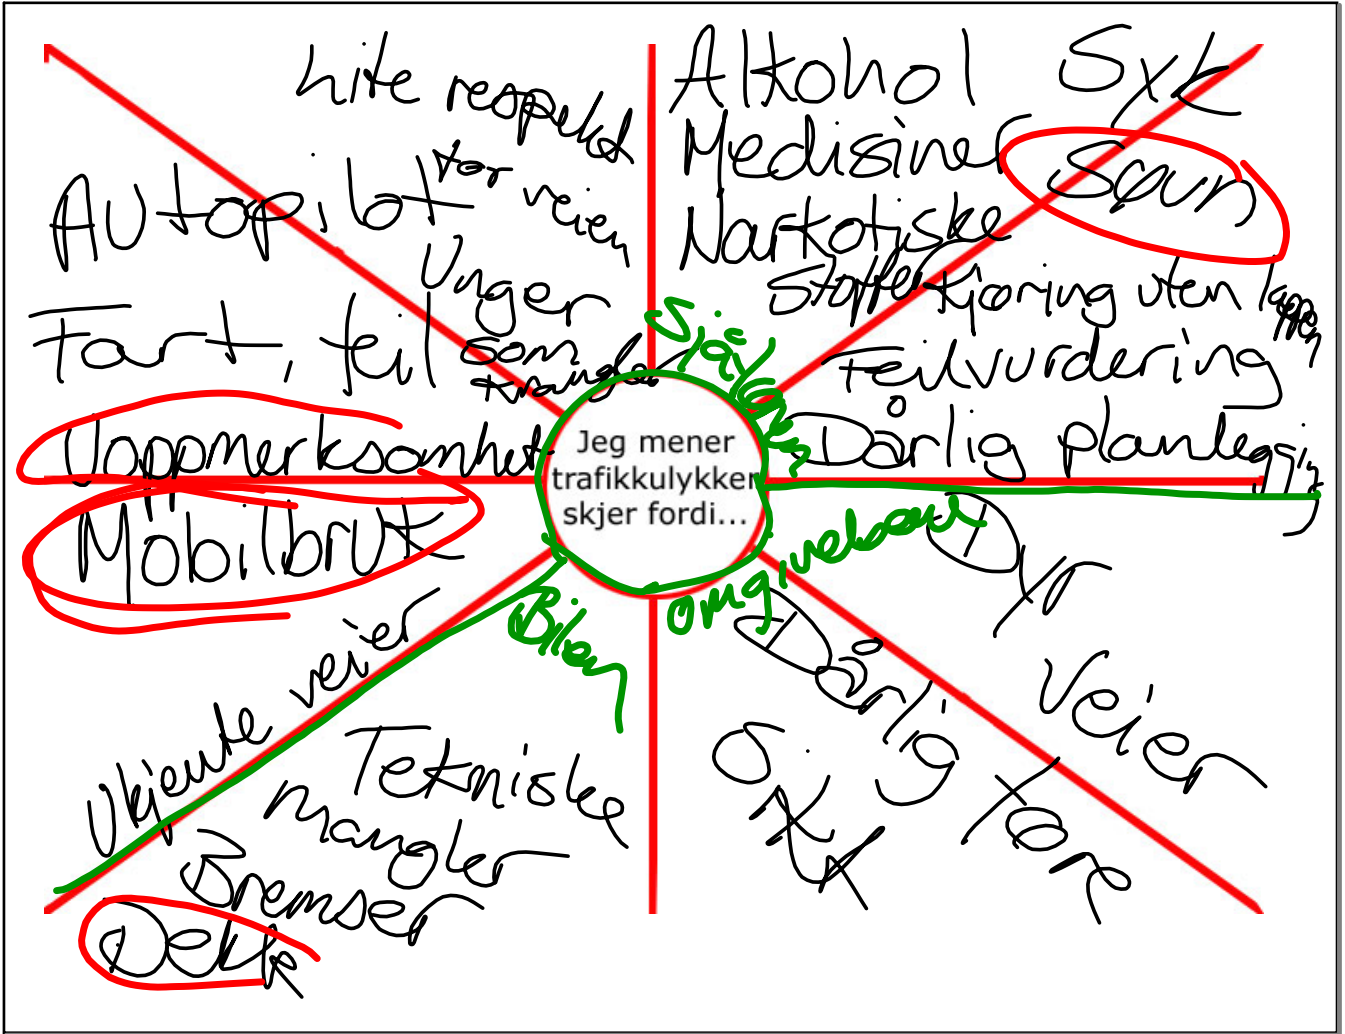 Lite respekt
for veien
Autopilot
Unger
som
krangler
Fart, feil
Uoppmerksomhet
Mobilbruk
Alkohol
Medisiner
Narkotiske
stoffer
Syk
Søvn
Kjøring uten lappen
Feilvurdering
Dårlig planlegging
Sjåføren
Jeg mener
trafikkulykker
skjer fordi...
omgivelsene
Bilen
Dyr
Veier
Dårlig føre
Sikt
Ukjente veier
Tekniske
mangler
Bremser
Dekk